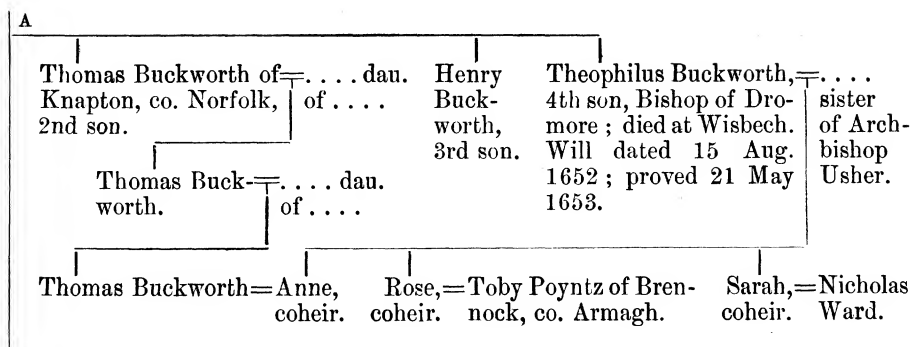 A
Thomas Buckworth of=. . . . dau.
Knapton, co. Norfolk, of . . . .
2nd son.
Henry
Buck-
worth,
3rd son.
Theophilus Buckworth,=. . . .
4th son, Bishop of Dro- sister
more ; died at Wisbech. of Arch-
Will dated 15 Aug. bishop
1652 ; proved 21 May Usher.
1653.
Thomas Buck-=. . . . dau.
worth. of . . . .
Thomas Buckworth=Anne, Rose,=Toby Poyntz of Bren- Sarah,=Nicholas
coheir. coheir. nock, co. Armagh. coheir. Ward.